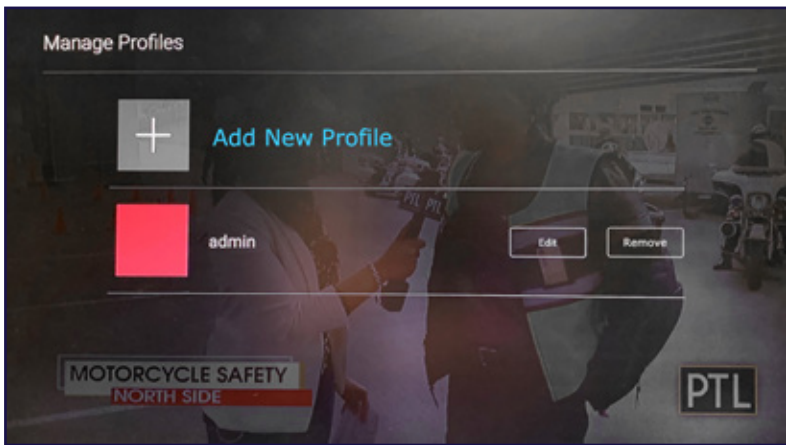 Manage Profiles
Add New Profile
admin
Edit
Remove
PTL PTL
MOTORCYCLE SAFETY
NORTH SIDE
PTL